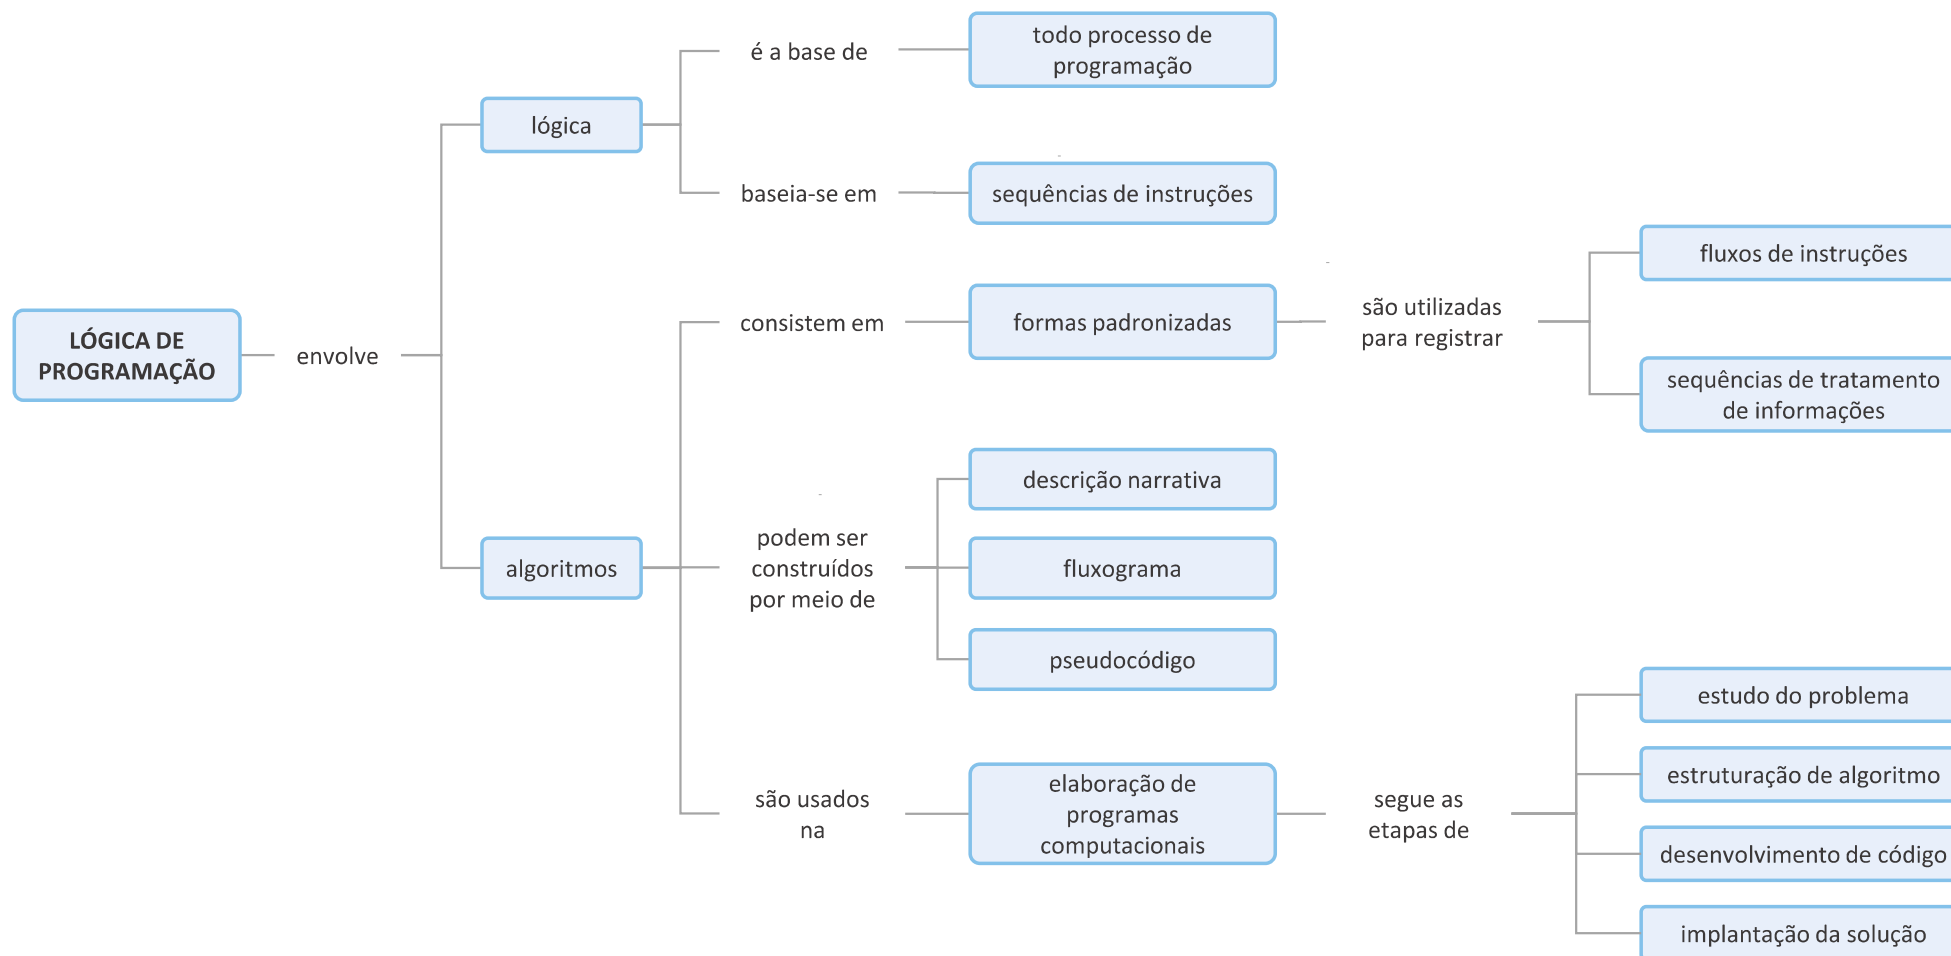 LÓGICA DE
PROGRAMAÇÃO
envolve
lógica
é a base de
todo processo de
programação
baseia-se em
sequências de instruções
algoritmos
consistem em
formas padronizadas
são utilizadas
para registrar
fluxos de instruções
sequências de tratamento
de informações
podem ser
construídos
por meio de
descrição narrativa
fluxograma
pseudocódigo
são usados
na
elaboração de
programas
computacionais
segue as
etapas de
estudo do problema
estruturação de algoritmo
desenvolvimento de código
implantação da solução